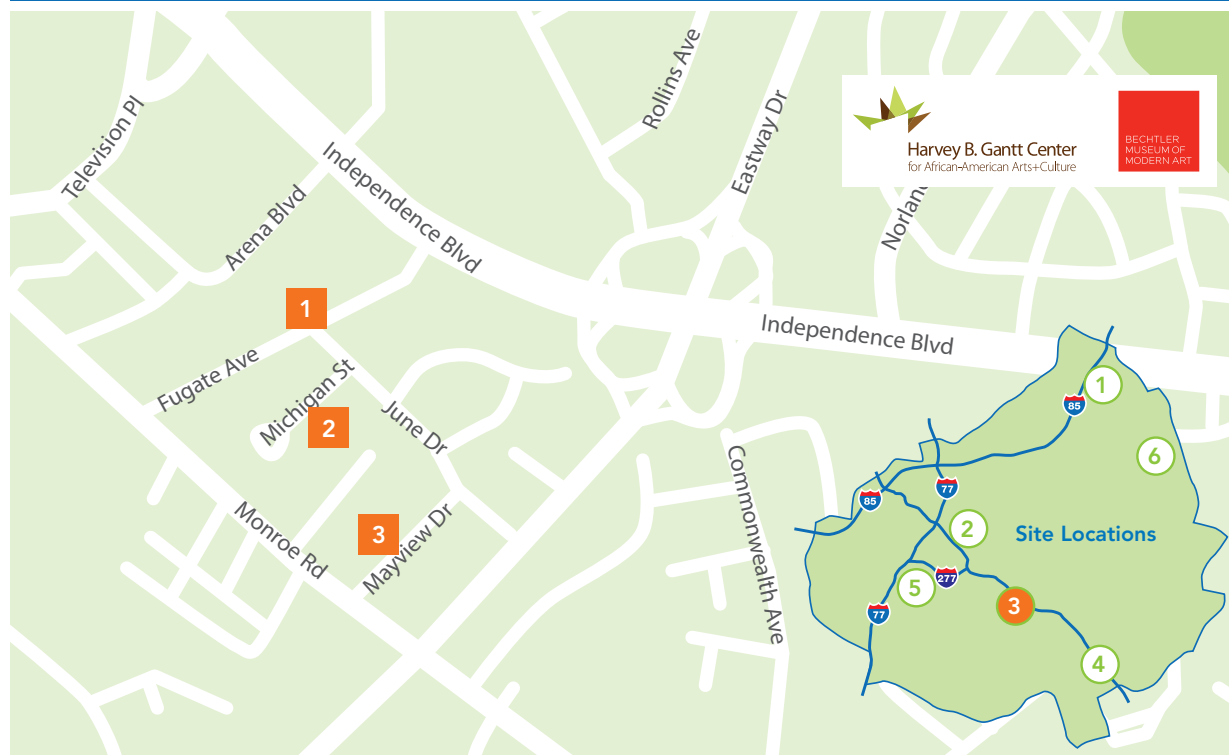 Television Pl
Arena Blvd
Independence Blvd
Rollins Ave
Eastway Dr
Harvey B. Gantt Center
for African-American Arts+Culture
BECHTLER
MUSEUM OF
MODERN ART
Norlan
1
Fugate Ave
Michigan St
2
June Dr
3
Mayview Dr
Monroe Rd
Independence Blvd
Commonwealth Ave
1
85
6
77
85
2
Site Locations
277
5
3
77
4